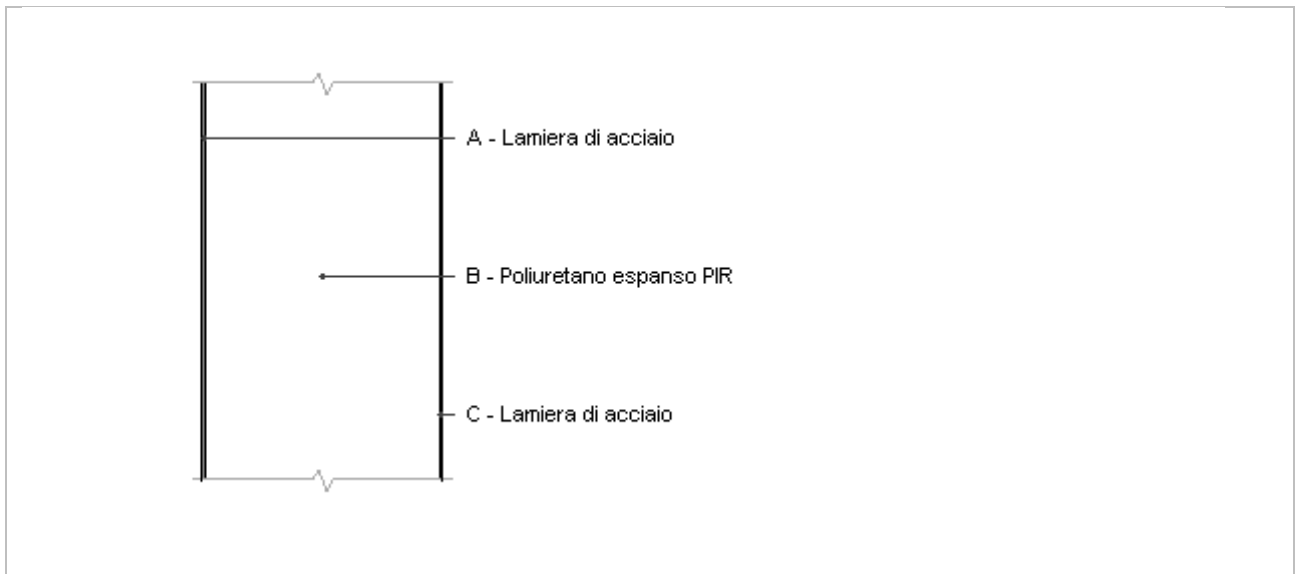 A - Lamiera di acciaio
B - Poliuretano espanso PIR
C - Lamiera di acciaio